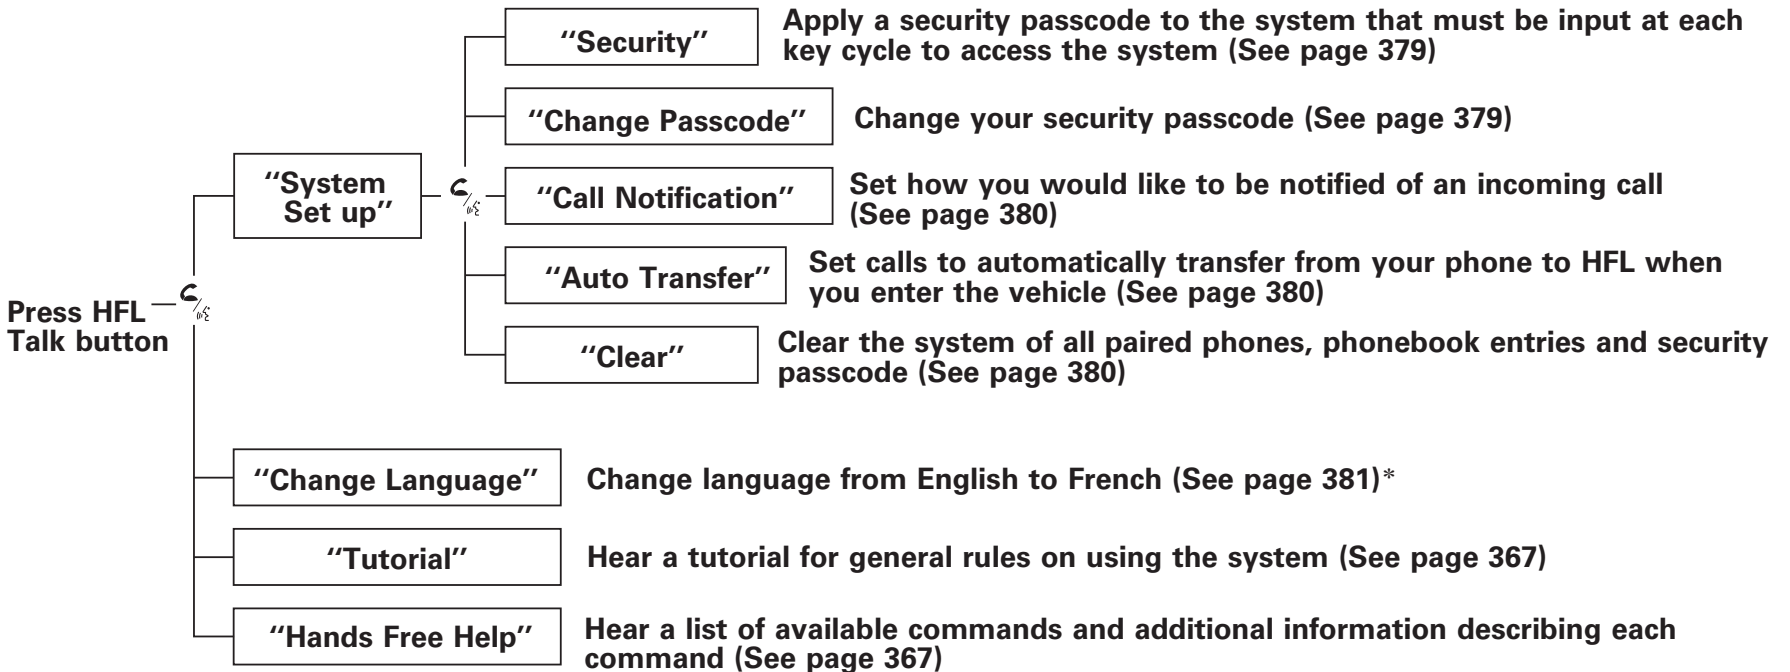 "Security"
Apply a security passcode to the system that must be input at each
key cycle to access the system (See page 379)
"Change Passcode"
Change your security passcode (See page 379)
"System
Set up"
"Call Notification"
Set how you would like to be notified of an incoming call
(See page 380)
"Auto Transfer"
Set calls to automatically transfer from your phone to HFL when
you enter the vehicle (See page 380)
Press HFL
Talk button
"Clear"
Clear the system of all paired phones, phonebook entries and security
passcode (See page 380)
"Change Language"
Change language from English to French (See page 381)*
"Tutorial"
Hear a tutorial for general rules on using the system (See page 367)
"Hands Free Help"
Hear a list of available commands and additional information describing each
command (See page 367)